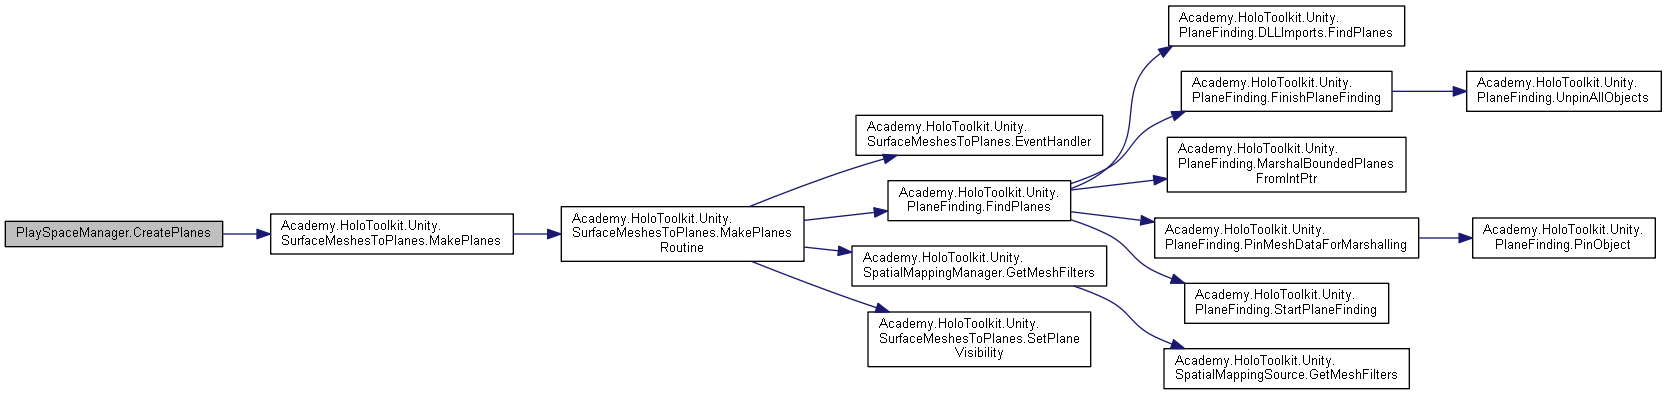 PlaySpaceManager.CreatePlanes
Academy.HoloToolkit.Unity.
SurfaceMeshesToPlanes.MakePlanes
Academy.HoloToolkit.Unity.
SurfaceMeshesToPlanes.MakePlanes
Routine
Academy.HoloToolkit.Unity.
SurfaceMeshesToPlanes.EventHandler
Academy.HoloToolkit.Unity.
PlaneFinding.FindPlanes
Academy.HoloToolkit.Unity.
SpatialMappingManager.GetMeshFilters
Academy.HoloToolkit.Unity.
SurfaceMeshesToPlanes.SetPlane
Visibility
Academy.HoloToolkit.Unity.
PlaneFinding.DLLImports.FindPlanes
Academy.HoloToolkit.Unity.
PlaneFinding.FinishPlaneFinding
Academy.HoloToolkit.Unity.
PlaneFinding.MarshalBoundedPlanes
FromIntPtr
Academy.HoloToolkit.Unity.
PlaneFinding.PinMeshDataForMarshalling
Academy.HoloToolkit.Unity.
PlaneFinding.StartPlaneFinding
Academy.HoloToolkit.Unity.
SpatialMappingSource.GetMeshFilters
Academy.HoloToolkit.Unity.
PlaneFinding.UnpinAllObjects
Academy.HoloToolkit.Unity.
PlaneFinding.PinObject